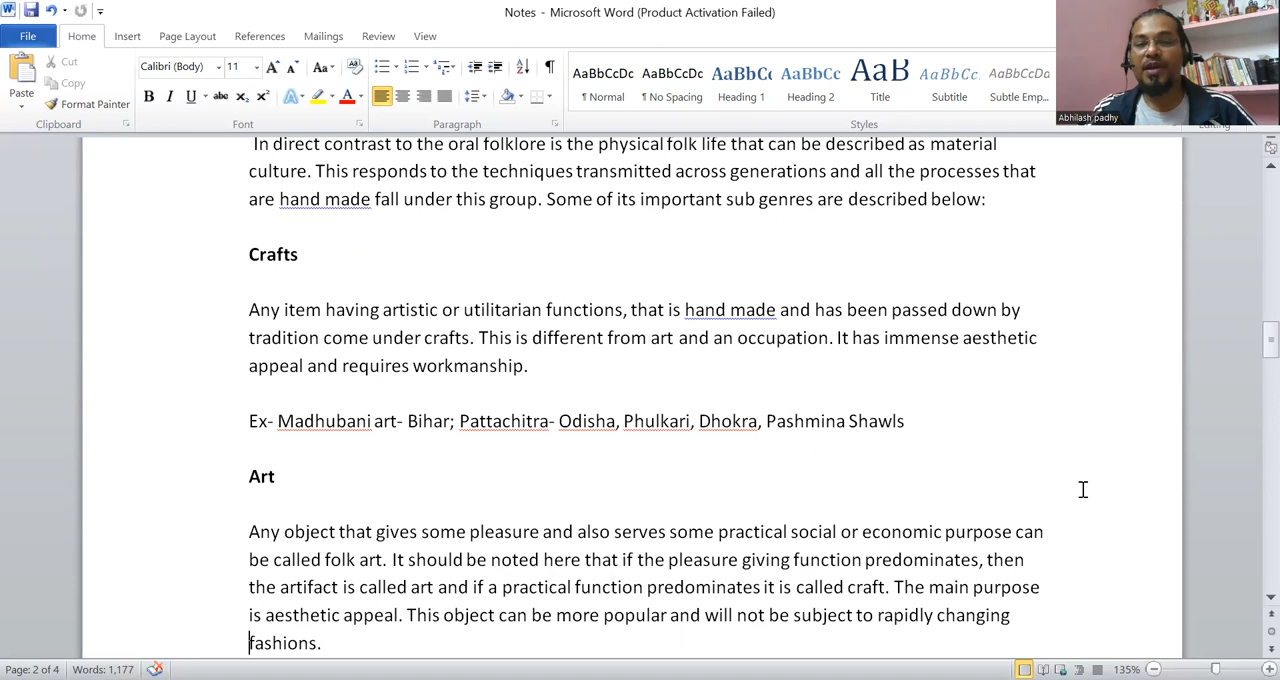 Notes - Microsoft Word (Product Activation Failed)
File Home Insert Page Layout References Mailings Review View
Cut
Copy
Format Painter
Paste
Calibri (Body) 11
AaBbCcDc AaBbCcDc AaBbCc AaBbCc AaB AaBbCc. AaBbCcDc
¶ Normal ¶ No Spacing Heading 1 Heading 2 Title Subtitle Subtle Emp...
Clipboard Font Paragraph Styles Editing
Abhilash padhy
In direct contrast to the oral folklore is the physical folk life that can be described as material
culture. This responds to the techniques transmitted across generations and all the processes that
are hand made fall under this group. Some of its important sub genres are described below:
Crafts
Any item having artistic or utilitarian functions, that is hand made and has been passed down by
tradition come under crafts. This is different from art and an occupation. It has immense aesthetic
appeal and requires workmanship.
Ex- Madhubani art- Bihar; Pattachitra- Odisha, Phulkari, Dhokra, Pashmina Shawls
Art
Any object that gives some pleasure and also serves some practical social or economic purpose can
be called folk art. It should be noted here that if the pleasure giving function predominates, then
the artifact is called art and if a practical function predominates it is called craft. The main purpose
is aesthetic appeal. This object can be more popular and will not be subject to rapidly changing
fashions.
Page: 2 of 4 Words: 1,177 135%